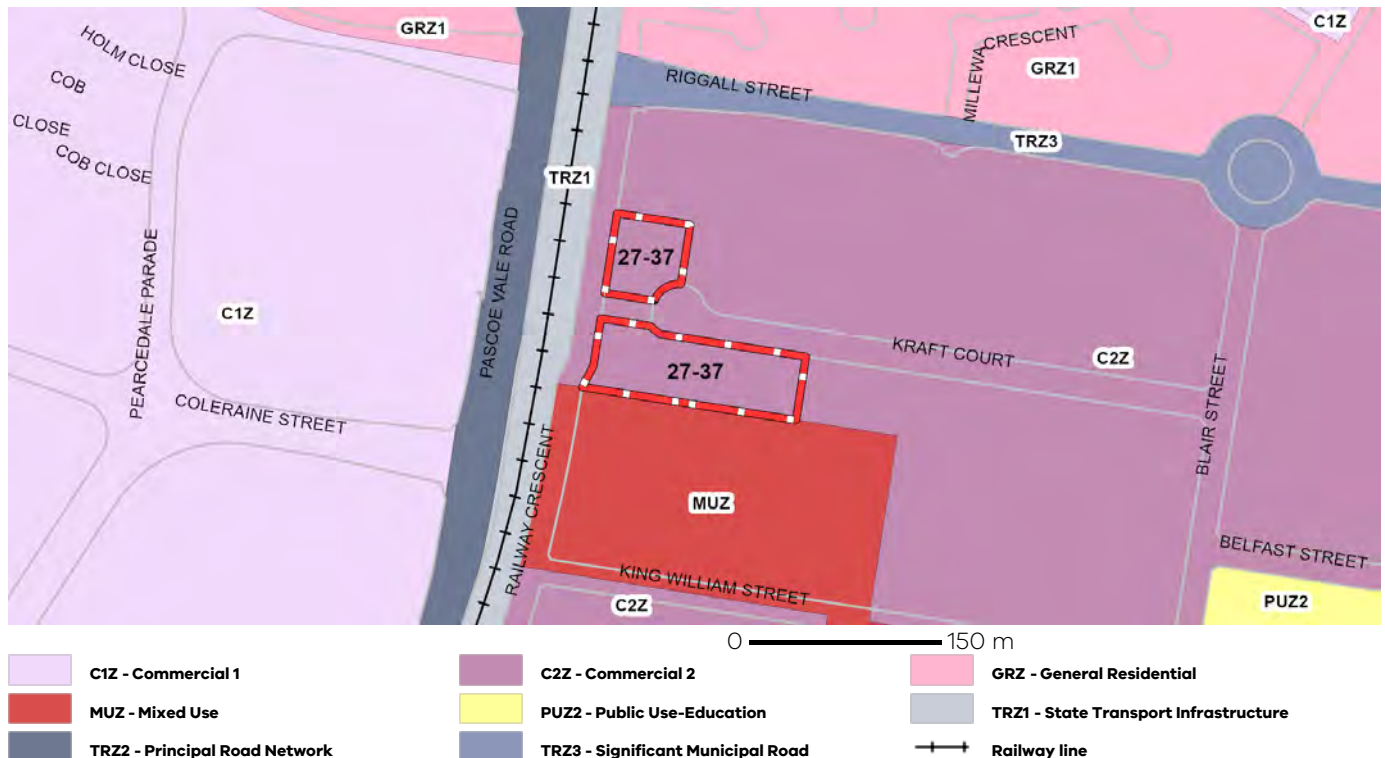 GRZ1
C1Z
HOLM CLOSE
CRESCENT
MILLEWA
GRZ1
COB
RIGGALL STREET
CLOSE
TRZ3
COB CLOSE
TRZ1
PEARCEDALE PARADE
PASCOE VALE ROAD
27-37
C1Z
KRAFT COURT
C2Z
27-37
BLAIR STREET
COLERAINE STREET
RAILWAY CRESCENT
MUZ
BELFAST STREET
KING WILLIAM STREET
C2Z
PUZ2
0 150 m
C1Z - Commercial 1
C2Z - Commercial 2
GRZ - General Residential
MUZ - Mixed Use
PUZ2 - Public Use-Education
TRZ1 - State Transport Infrastructure
TRZ2 - Principal Road Network
TRZ3 - Significant Municipal Road
Railway line